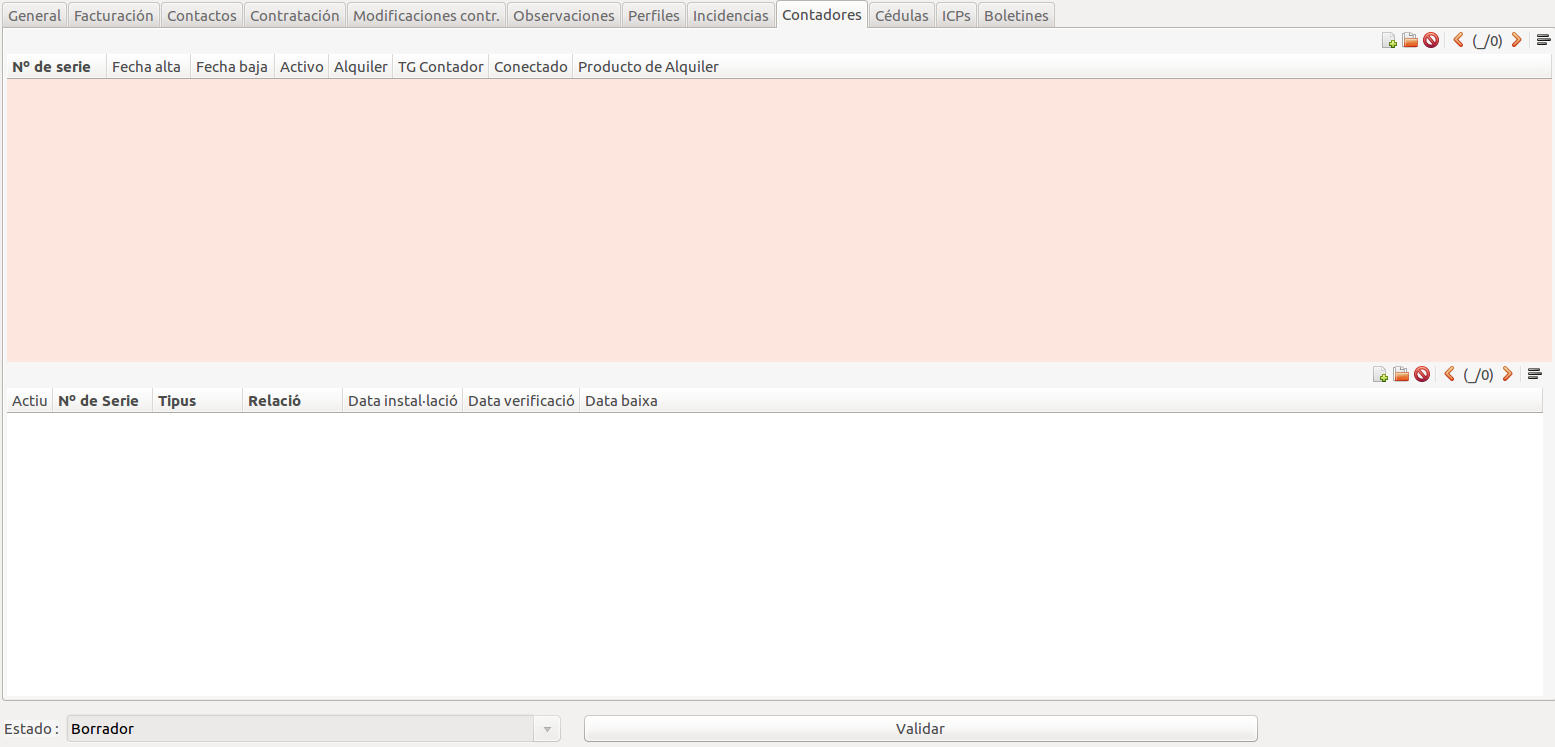 General Facturación Contactos Contratación Modificaciones contr. Observaciones Perfiles Incidencias Contadores Cédulas ICPs Boletines
(_/0)
Nº de serie Fecha alta Fecha baja Activo Alquiler TG Contador Conectado Producto de Alquiler
(_/0)
Actiu Nº de Serie Tipus Relació Data instal·lació Data verificació Data baixa
Estado : Borrador Validar